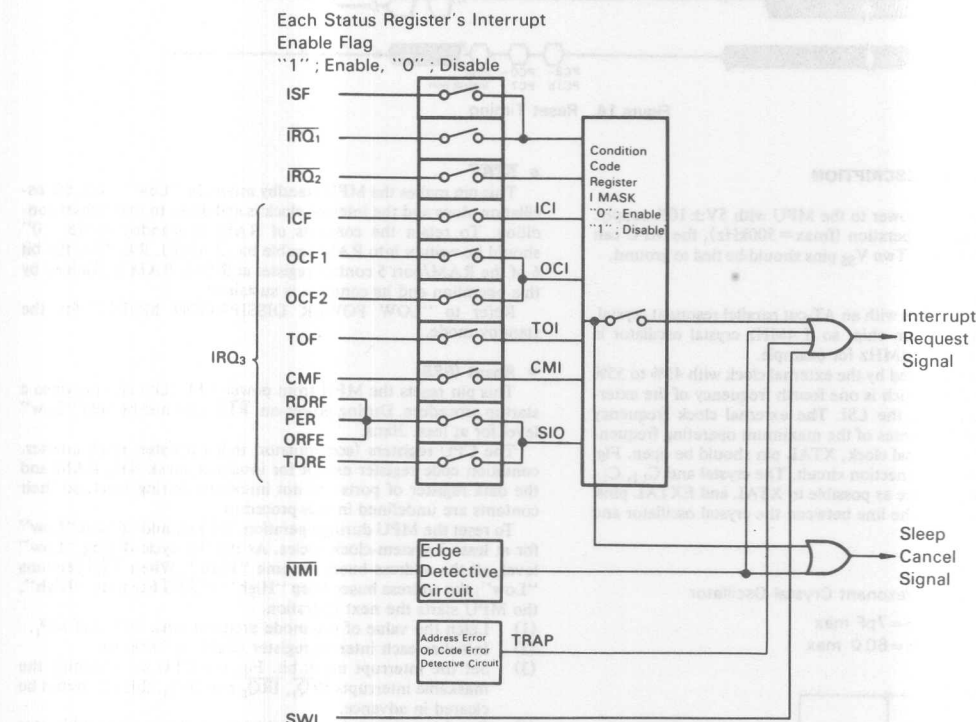 Each Status Register's Interrupt
Enable Flag
"1" ; Enable, "0" ; Disable
ISF
IRQ1
IRQ2
ICF
OCF1
OCF2
TOF
CMF
RDRF
PER
ORFE
TDRE
IRQ3
ICI
OCI
TOI
CMI
SIO
Condition
Code
Register
I MASK
"0" ; Enable
"1" ; Disable
Interrupt
Request
Signal
Sleep
Cancel
Signal
NMI
Edge
Detective
Circuit
Address Error
Op Code Error
Detective Circuit
TRAP
SWI